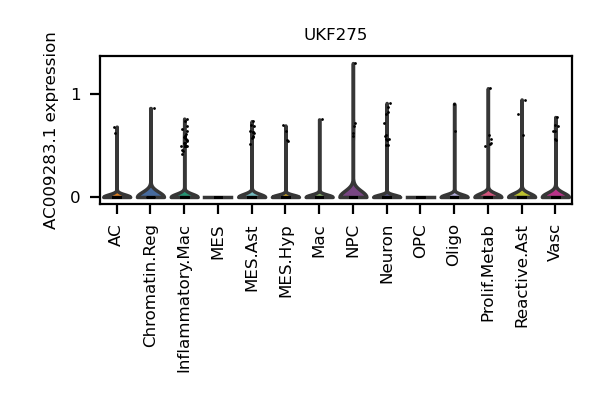 UKF275
AC009283.1 expression
1
0
AC
Chromatin.Reg
Inflammatory.Mac
MES
MES.Ast
MES.Hyp
Mac
NPC
Neuron
OPC
Oligo
Prolif.Metab
Reactive.Ast
Vasc